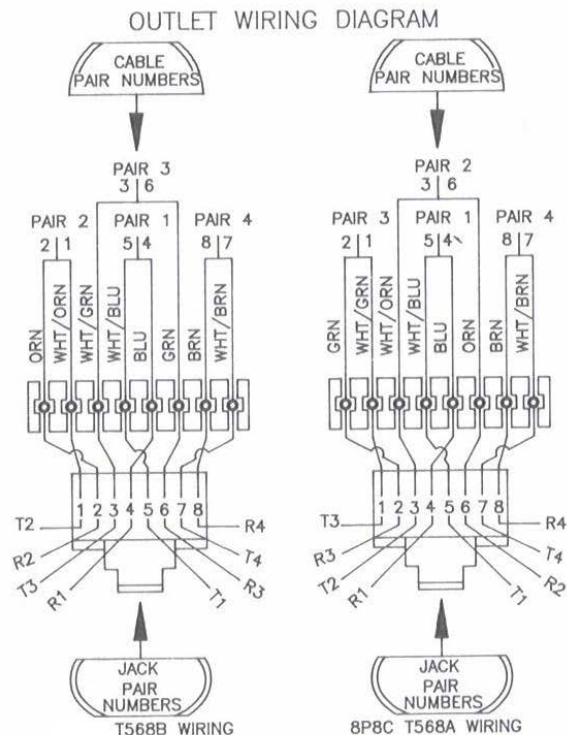 OUTLET WIRING DIAGRAM
CABLE
PAIR NUMBERS
PAIR 3
3 6
PAIR 2
2 1
PAIR 1
5 4
PAIR 4
8 7
ORN
WHT/ORN
WHT/GRN
WHT/BLU
BLU
GRN
BRN
WHT/BRN
1 2 3 4 5 6 7 8
T2
R2
T3
R1
T1
R3
T4
R4
JACK
PAIR
NUMBERS
T568B WIRING
CABLE
PAIR NUMBERS
PAIR 2
3 6
PAIR 3
2 1
PAIR 1
5 4
PAIR 4
8 7
GRN
WHT/GRN
WHT/ORN
WHT/BLU
BLU
ORN
BRN
WHT/BRN
1 2 3 4 5 6 7 8
T3
R3
T2
R1
T1
R2
T4
R4
JACK
PAIR
NUMBERS
8P8C T568A WIRING